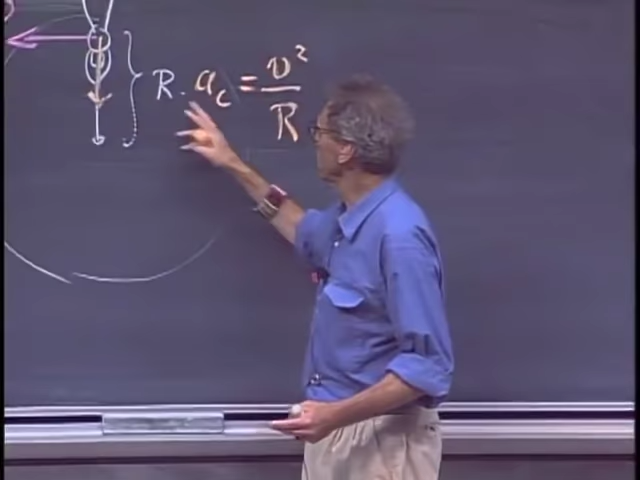 R. a_c = v²/R